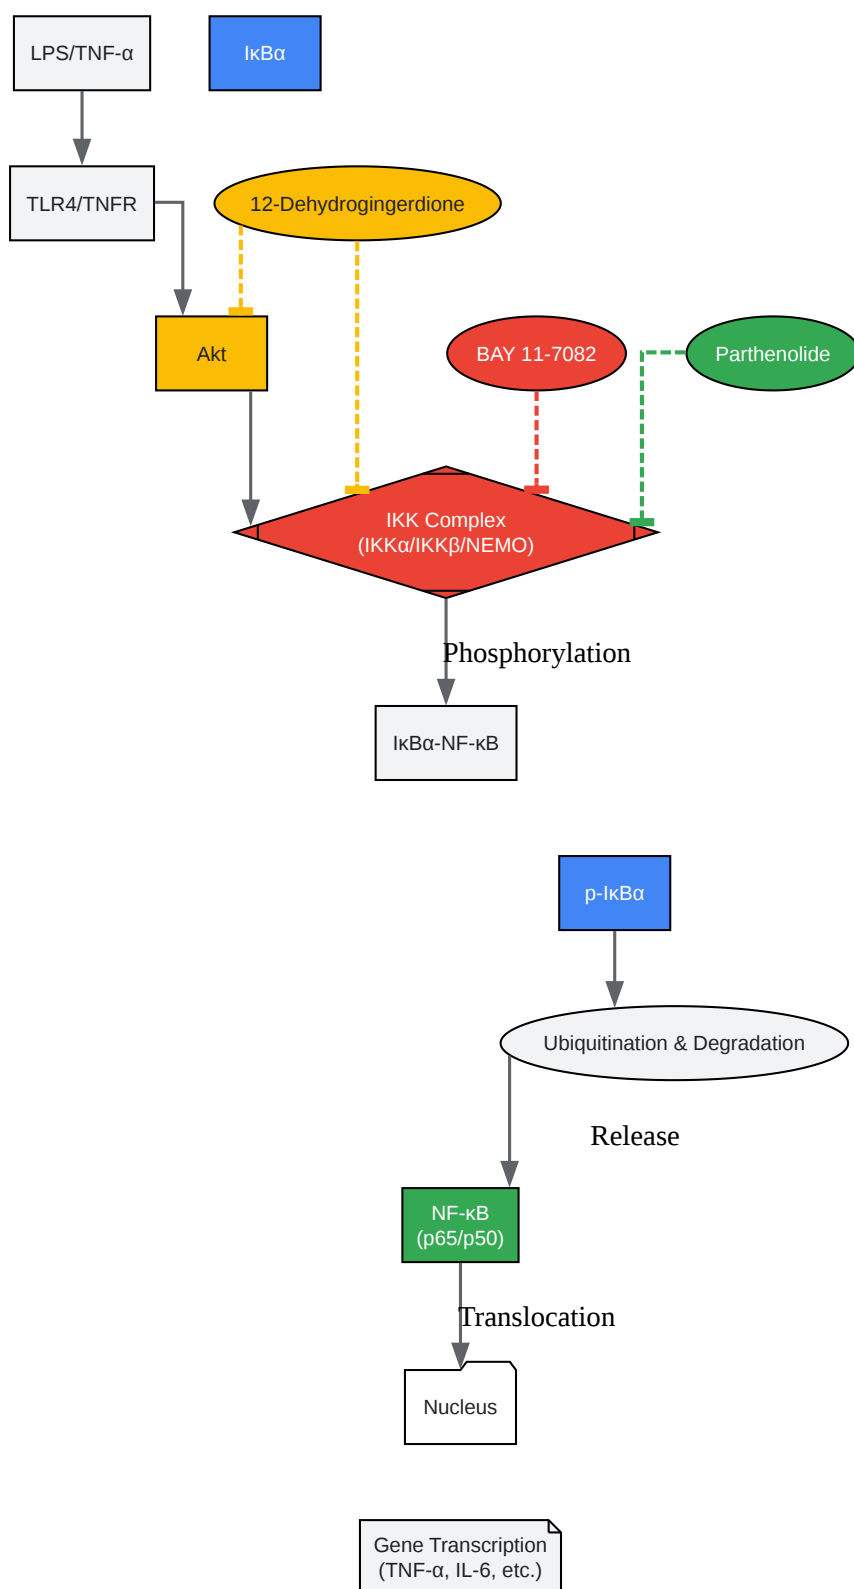 LPS/TNF-α
IκBα
TLR4/TNFR
12-Dehydrogingerdione
Akt
BAY 11-7082
Parthenolide
IKK Complex
(IKKα/IKKβ/NEMO)
Phosphorylation
IκBα-NF-κB
p-IκBα
Ubiquitination & Degradation
Release
NF-κB
(p65/p50)
Translocation
Nucleus
Gene Transcription
(TNF-α, IL-6, etc.)